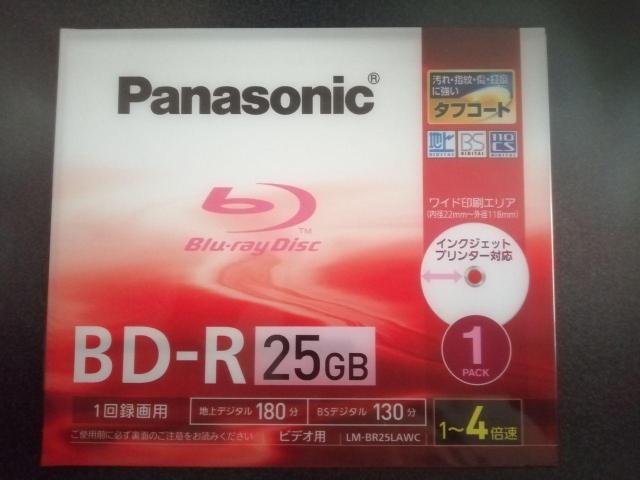 Panasonic®
汚れ・指紋・傷・経年
に強い
タフコート
地上
DIGITAL
BS
DIGITAL
110
CS
DIGITAL
Blu-ray Disc™
ワイド印刷エリア
(内径22mm~外径118mm)
インクジェット
プリンター対応
BD-R 25GB
1
PACK
1回録画用 地上デジタル 180分 BSデジタル 130分
1~4倍速
ご使用前に必ず裏面のご注意をお読みください ビデオ用 LM-BR25LAWC